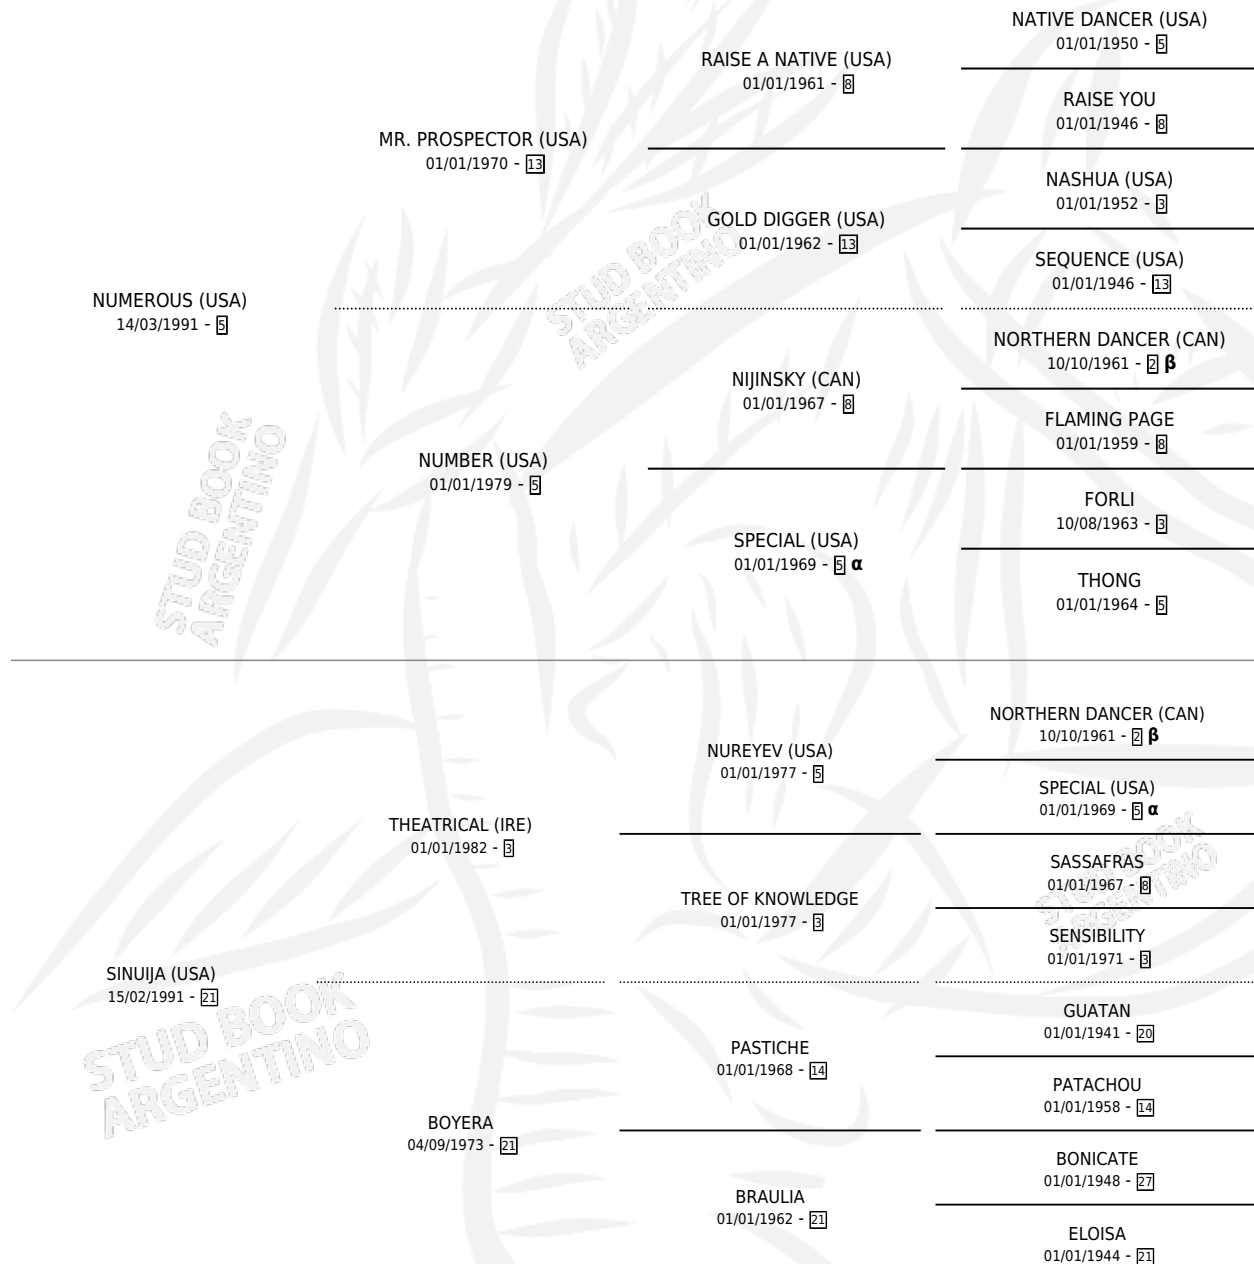 NATIVE DANCER (USA)
01/01/1950 - 5
RAISE A NATIVE (USA)
01/01/1961 - 8
RAISE YOU
01/01/1946 - 8
MR. PROSPECTOR (USA)
01/01/1970 - 13
NASHUA (USA)
01/01/1952 - 3
GOLD DIGGER (USA)
01/01/1962 - 13
SEQUENCE (USA)
01/01/1946 - 13
NUMEROUS (USA)
14/03/1991 - 5
NORTHERN DANCER (CAN)
10/10/1961 - 2 β
NIJINSKY (CAN)
01/01/1967 - 8
FLAMING PAGE
01/01/1959 - 8
NUMBER (USA)
01/01/1979 - 5
FORLI
10/08/1963 - 3
SPECIAL (USA)
01/01/1969 - 5 α
THONG
01/01/1964 - 5
NORTHERN DANCER (CAN)
10/10/1961 - 2 β
NUREYEV (USA)
01/01/1977 - 5
SPECIAL (USA)
01/01/1969 - 5 α
THEATRICAL (IRE)
01/01/1982 - 3
SASSAFRAS
01/01/1967 - 8
TREE OF KNOWLEDGE
01/01/1977 - 3
SENSIBILITY
01/01/1971 - 3
SINUIJA (USA)
15/02/1991 - 21
GUATAN
01/01/1941 - 20
PASTICHE
01/01/1968 - 14
PATACHOU
01/01/1958 - 14
BOYERA
04/09/1973 - 21
BONICATE
01/01/1948 - 27
BRAULIA
01/01/1962 - 21
ELOISA
01/01/1944 - 21
STUD BOOK
ARGENTINO
STUD BOOK
ARGENTINO
STUD BOOK
ARGENTINO
STUD BOOK
ARGENTINO